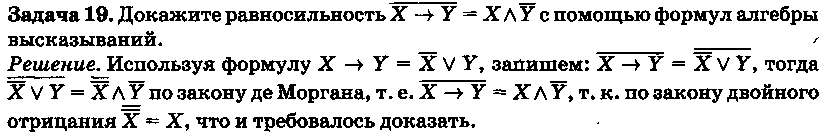 Задача 19. Докажите равносильность $\overline{X \to Y} = X \wedge \overline{Y}$ с помощью формул алгебры
высказываний.
Решение. Используя формулу $X \to Y = \overline{X} \vee Y$, запишем: $\overline{X \to Y} = \overline{\overline{X} \vee Y}$, тогда
$\overline{\overline{X} \vee Y} = \overline{\overline{X}} \wedge \overline{Y}$ по закону де Моргана, т. е. $\overline{X \to Y} = X \wedge \overline{Y}$, т. к. по закону двойного
отрицания $\overline{\overline{X}} = X$, что и требовалось доказать.